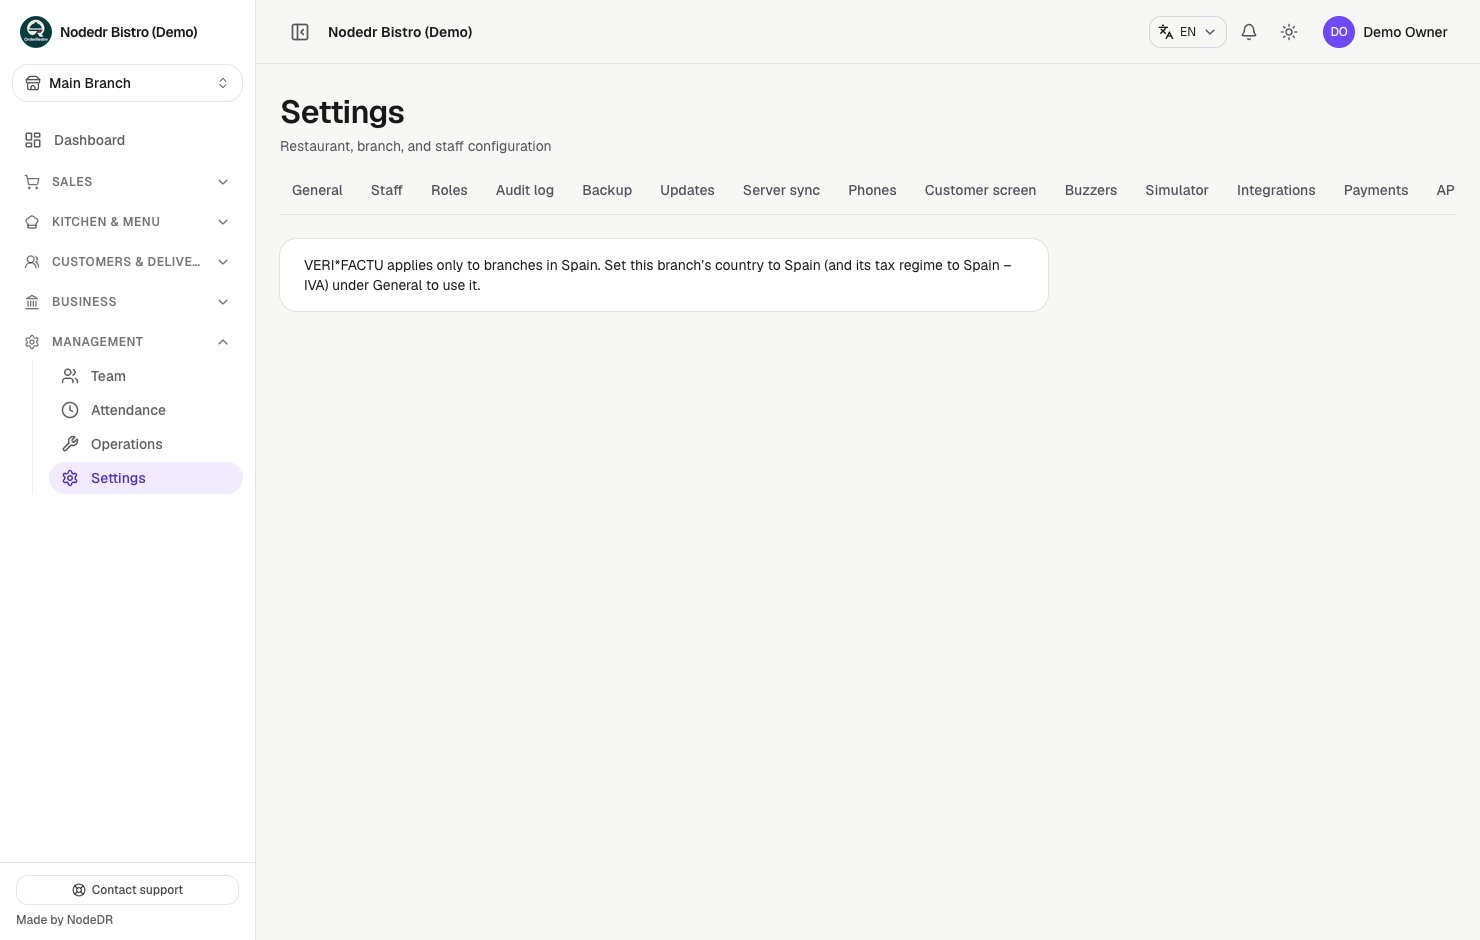 Nodedr Bistro (Demo)
Main Branch
Dashboard
SALES
KITCHEN & MENU
CUSTOMERS & DELIVE...
BUSINESS
MANAGEMENT
Team
Attendance
Operations
Settings
Contact support
Made by NodeDR
Nodedr Bistro (Demo)
EN
DO
Demo Owner
Settings
Restaurant, branch, and staff configuration
General Staff Roles Audit log Backup Updates Server sync Phones Customer screen Buzzers Simulator Integrations Payments AP
VERI*FACTU applies only to branches in Spain. Set this branch's country to Spain (and its tax regime to Spain –
IVA) under General to use it.